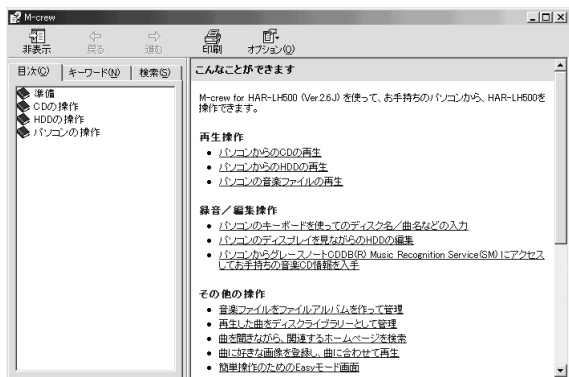 M-crew
非表示
戻る
進む
印刷
オプション(O)
目次(C)
キーワード(N)
検索(S)
準備
CDの操作
HDDの操作
パソコンの操作
こんなことができます
M-crew for HAR-LH500 (Ver.2.6J) を使って、お手持ちのパソコンから、HAR-LH500を
操作できます。
再生操作
• パソコンからのCDの再生
• パソコンからのHDDの再生
• パソコンの音楽ファイルの再生
録音／編集操作
• パソコンのキーボードを使ってのディスク名／曲名などの入力
• パソコンのディスプレイを見ながらのHDDの編集
• パソコンからグレースノートCDDB(R) Music Recognition Service(SM) にアクセス
してお手持ちの音楽CD情報を入手
その他の操作
• 音楽ファイルをファイルアルバムを作って管理
• 再生した曲をディスクライブラリーとして管理
• 曲を聞きながら、関連するホームページを検索
• 曲に好きな画像を登録し、曲に合わせて再生
• 簡単操作のためのEasyモード画面